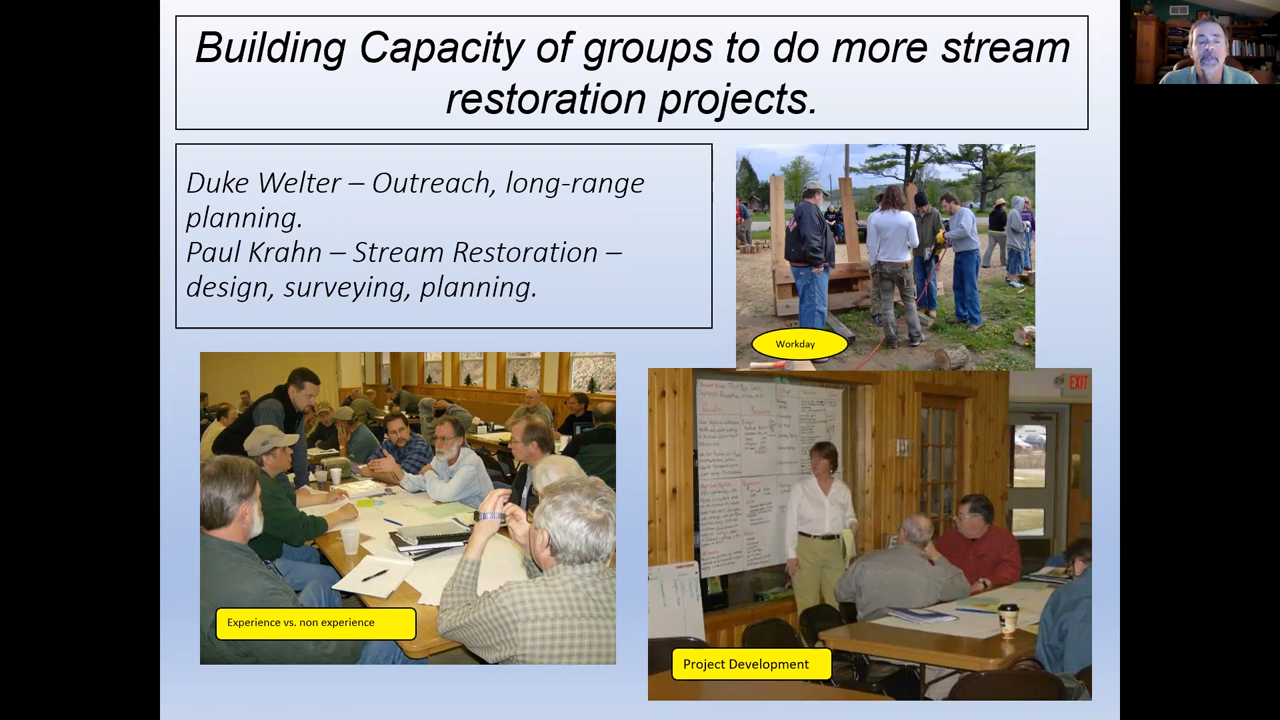 Building Capacity of groups to do more stream
restoration projects.
Duke Welter – Outreach, long-range
planning.
Paul Krahn – Stream Restoration –
design, surveying, planning.
Workday
EXIT
Experience vs. non experience
Project Development